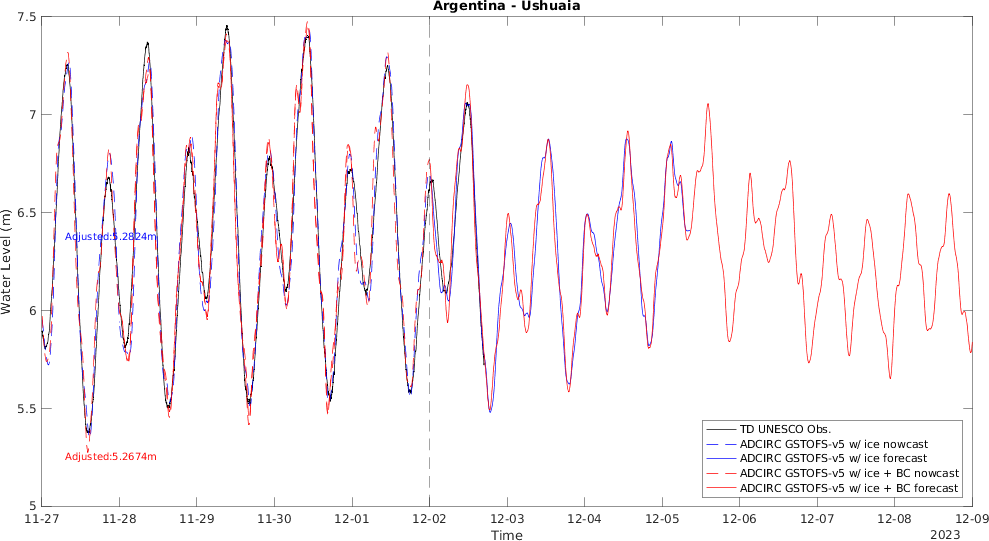 Argentina - Ushuaia
7.5
7
6.5
6
5.5
5
Water Level (m)
Adjusted:5.2824m
Adjusted:5.2674m
TD UNESCO Obs.
ADCIRC GSTOFS-v5 w/ ice nowcast
ADCIRC GSTOFS-v5 w/ ice forecast
ADCIRC GSTOFS-v5 w/ ice + BC nowcast
ADCIRC GSTOFS-v5 w/ ice + BC forecast
11-27 11-28 11-29 11-30 12-01 12-02 12-03 12-04 12-05 12-06 12-07 12-08 12-09
Time
2023